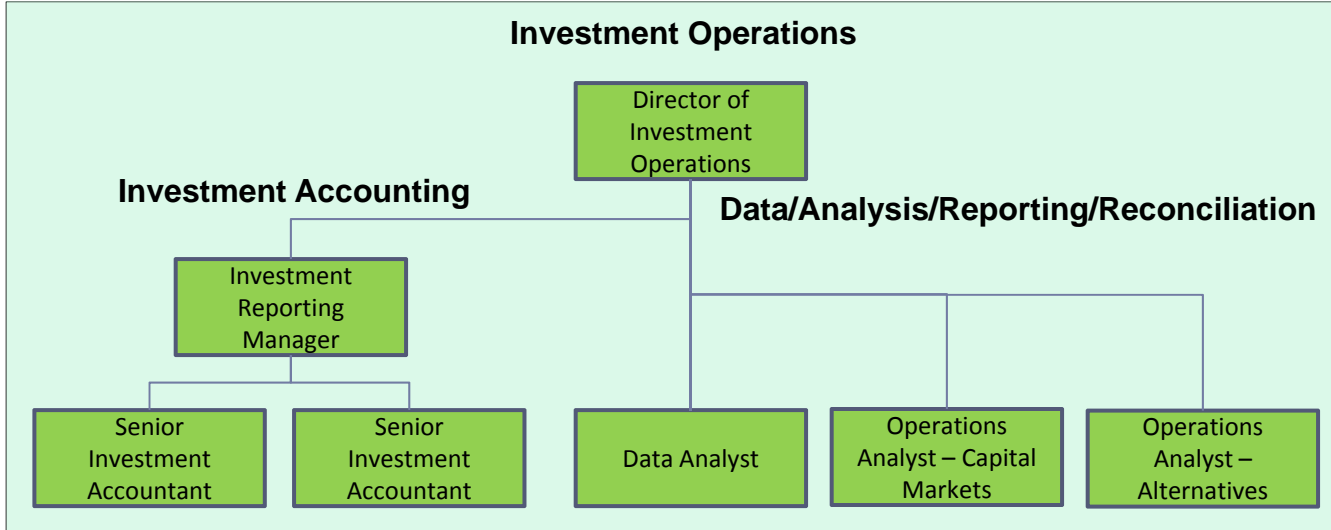 Investment Operations
Director of
Investment
Operations
Investment Accounting
Data/Analysis/Reporting/Reconciliation
Investment
Reporting
Manager
Senior
Investment
Accountant
Senior
Investment
Accountant
Data Analyst
Operations
Analyst – Capital
Markets
Operations
Analyst –
Alternatives